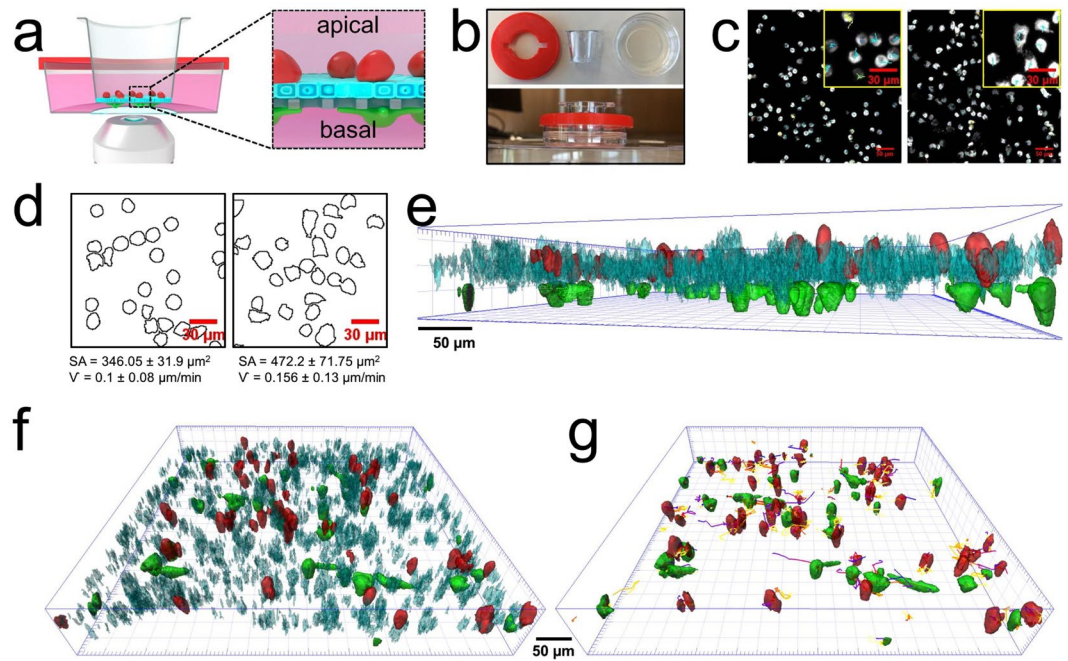 a
apical
basal
b
c
30 µm
50 µm
30 µm
50 µm
d
30 µm
30 µm
SA = 346.05 ± 31.9 µm²
V̄ = 0.1 ± 0.08 µm/min
SA = 472.2 ± 71.75 µm²
V̄ = 0.156 ± 0.13 µm/min
e
50 µm
f
g
50 µm